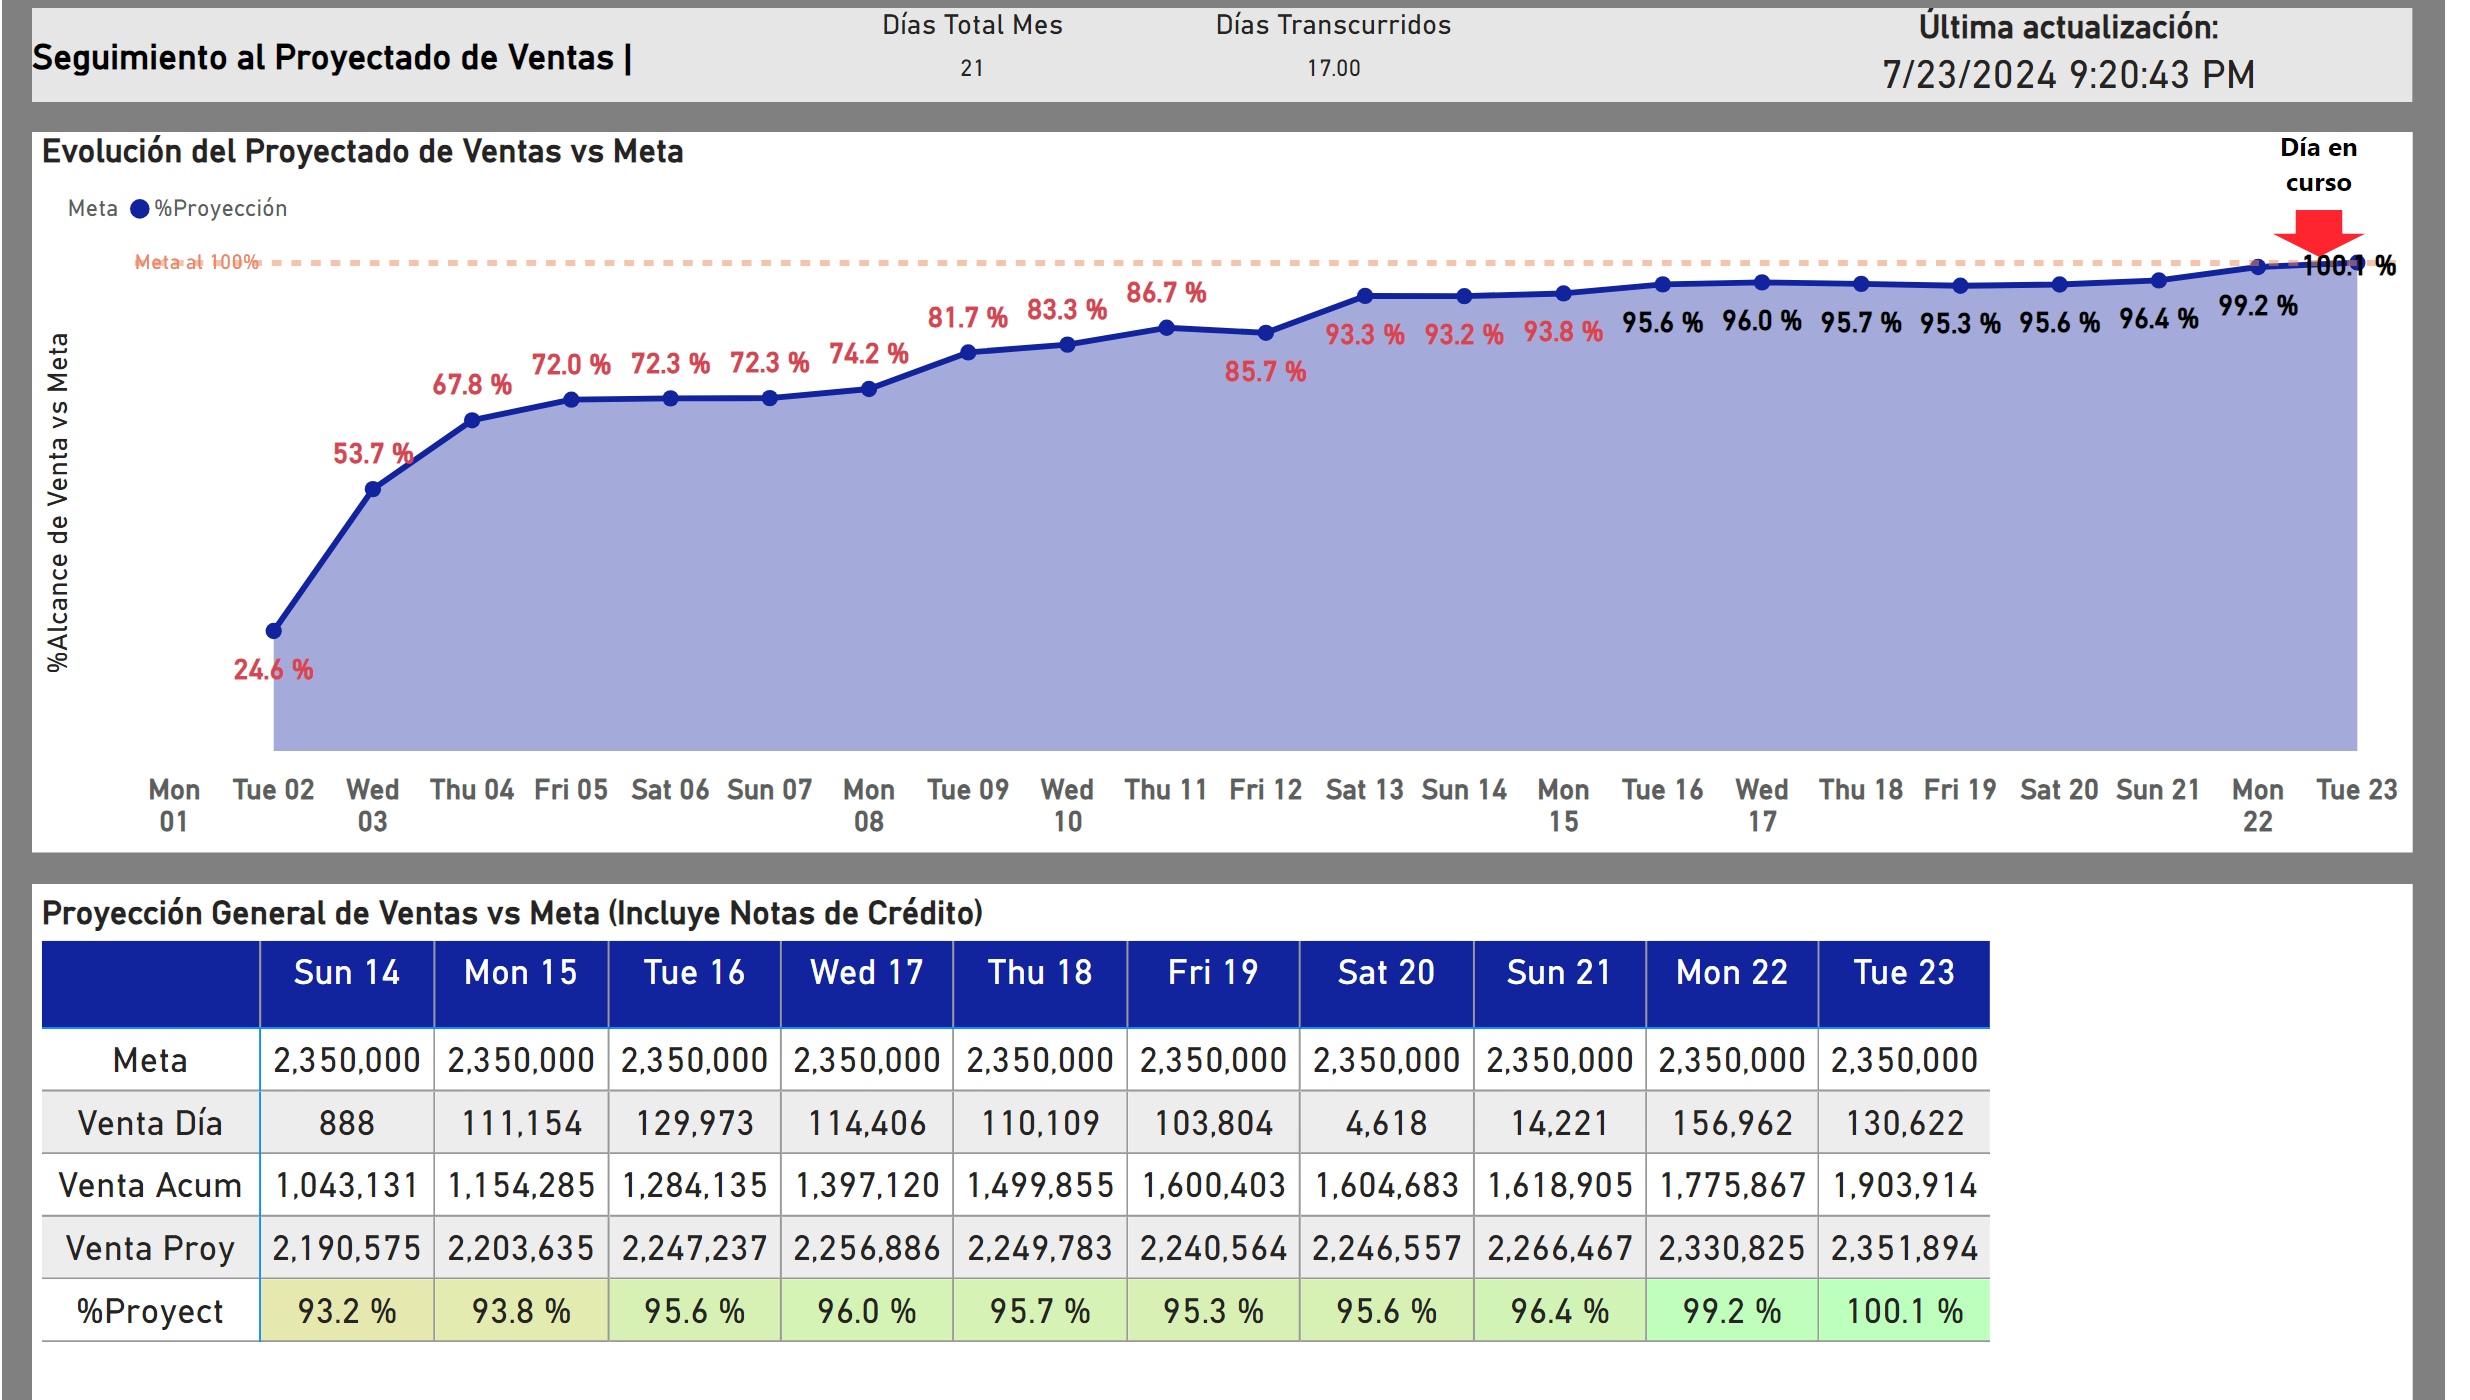 Seguimiento al Proyectado de Ventas |
Días Total Mes
21
Días Transcurridos
17.00
Última actualización:
7/23/2024 9:20:43 PM
Evolución del Proyectado de Ventas vs Meta
Día en
curso
Meta %Proyección
Meta al 100%
%Alcance de Venta vs Meta
24.6 %
53.7 %
67.8 %
72.0 %
72.3 %
72.3 %
74.2 %
81.7 %
83.3 %
86.7 %
85.7 %
93.3 %
93.2 %
93.8 %
95.6 %
96.0 %
95.7 %
95.3 %
95.6 %
96.4 %
99.2 %
100.1 %
Mon 01
Tue 02
Wed 03
Thu 04
Fri 05
Sat 06
Sun 07
Mon 08
Tue 09
Wed 10
Thu 11
Fri 12
Sat 13
Sun 14
Mon 15
Tue 16
Wed 17
Thu 18
Fri 19
Sat 20
Sun 21
Mon 22
Tue 23
Proyección General de Ventas vs Meta (Incluye Notas de Crédito)
Sun 14 Mon 15 Tue 16 Wed 17 Thu 18 Fri 19 Sat 20 Sun 21 Mon 22 Tue 23
Meta 2,350,000 2,350,000 2,350,000 2,350,000 2,350,000 2,350,000 2,350,000 2,350,000 2,350,000 2,350,000
Venta Día 888 111,154 129,973 114,406 110,109 103,804 4,618 14,221 156,962 130,622
Venta Acum 1,043,131 1,154,285 1,284,135 1,397,120 1,499,855 1,600,403 1,604,683 1,618,905 1,775,867 1,903,914
Venta Proy 2,190,575 2,203,635 2,247,237 2,256,886 2,249,783 2,240,564 2,246,557 2,266,467 2,330,825 2,351,894
%Proyect 93.2 % 93.8 % 95.6 % 96.0 % 95.7 % 95.3 % 95.6 % 96.4 % 99.2 % 100.1 %